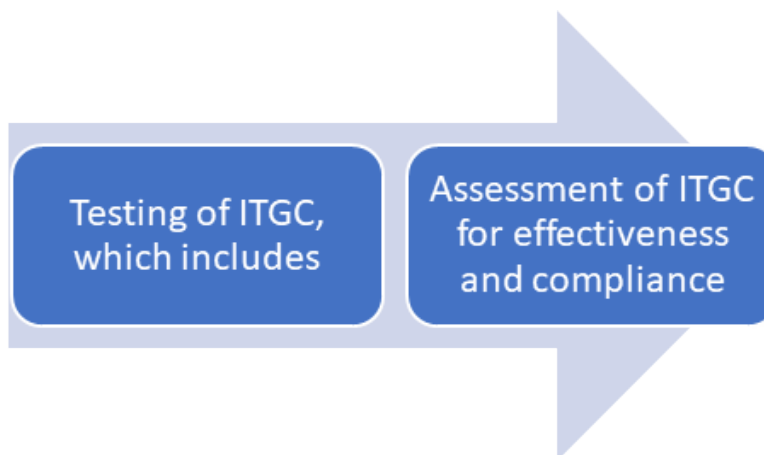 Testing of ITGC,
which includes
Assessment of ITGC
for effectiveness
and compliance